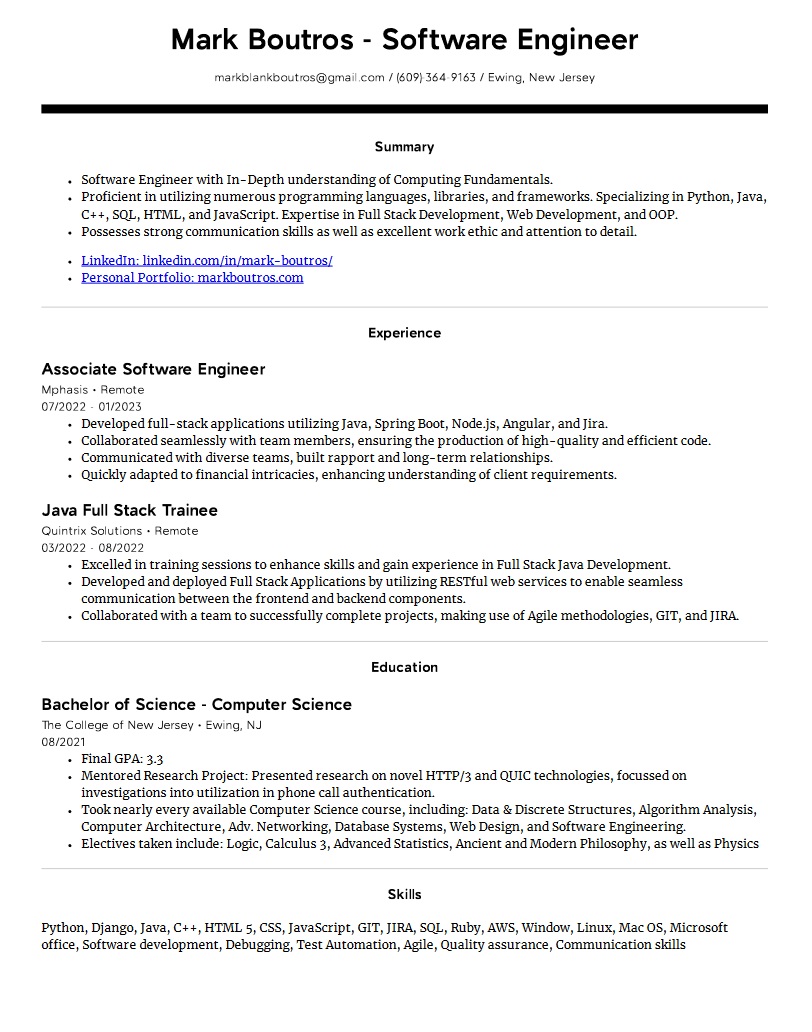 Mark Boutros - Software Engineer
markblankboutros@gmail.com / (609) 364-9163 / Ewing, New Jersey
Summary
• Software Engineer with In-Depth understanding of Computing Fundamentals.
• Proficient in utilizing numerous programming languages, libraries, and frameworks. Specializing in Python, Java,
C++, SQL, HTML, and JavaScript. Expertise in Full Stack Development, Web Development, and OOP.
• Possesses strong communication skills as well as excellent work ethic and attention to detail.
• LinkedIn: linkedin.com/in/mark-boutros/
• Personal Portfolio: markboutros.com
Experience
Associate Software Engineer
Mphasis • Remote
07/2022 - 01/2023
• Developed full-stack applications utilizing Java, Spring Boot, Node.js, Angular, and Jira.
• Collaborated seamlessly with team members, ensuring the production of high-quality and efficient code.
• Communicated with diverse teams, built rapport and long-term relationships.
• Quickly adapted to financial intricacies, enhancing understanding of client requirements.
Java Full Stack Trainee
Quintrix Solutions • Remote
03/2022 - 08/2022
• Excelled in training sessions to enhance skills and gain experience in Full Stack Java Development.
• Developed and deployed Full Stack Applications by utilizing RESTful web services to enable seamless
communication between the frontend and backend components.
• Collaborated with a team to successfully complete projects, making use of Agile methodologies, GIT, and JIRA.
Education
Bachelor of Science - Computer Science
The College of New Jersey • Ewing, NJ
08/2021
• Final GPA: 3.3
• Mentored Research Project: Presented research on novel HTTP/3 and QUIC technologies, focussed on
investigations into utilization in phone call authentication.
• Took nearly every available Computer Science course, including: Data & Discrete Structures, Algorithm Analysis,
Computer Architecture, Adv. Networking, Database Systems, Web Design, and Software Engineering.
• Electives taken include: Logic, Calculus 3, Advanced Statistics, Ancient and Modern Philosophy, as well as Physics
Skills
Python, Django, Java, C++, HTML 5, CSS, JavaScript, GIT, JIRA, SQL, Ruby, AWS, Window, Linux, Mac OS, Microsoft
office, Software development, Debugging, Test Automation, Agile, Quality assurance, Communication skills